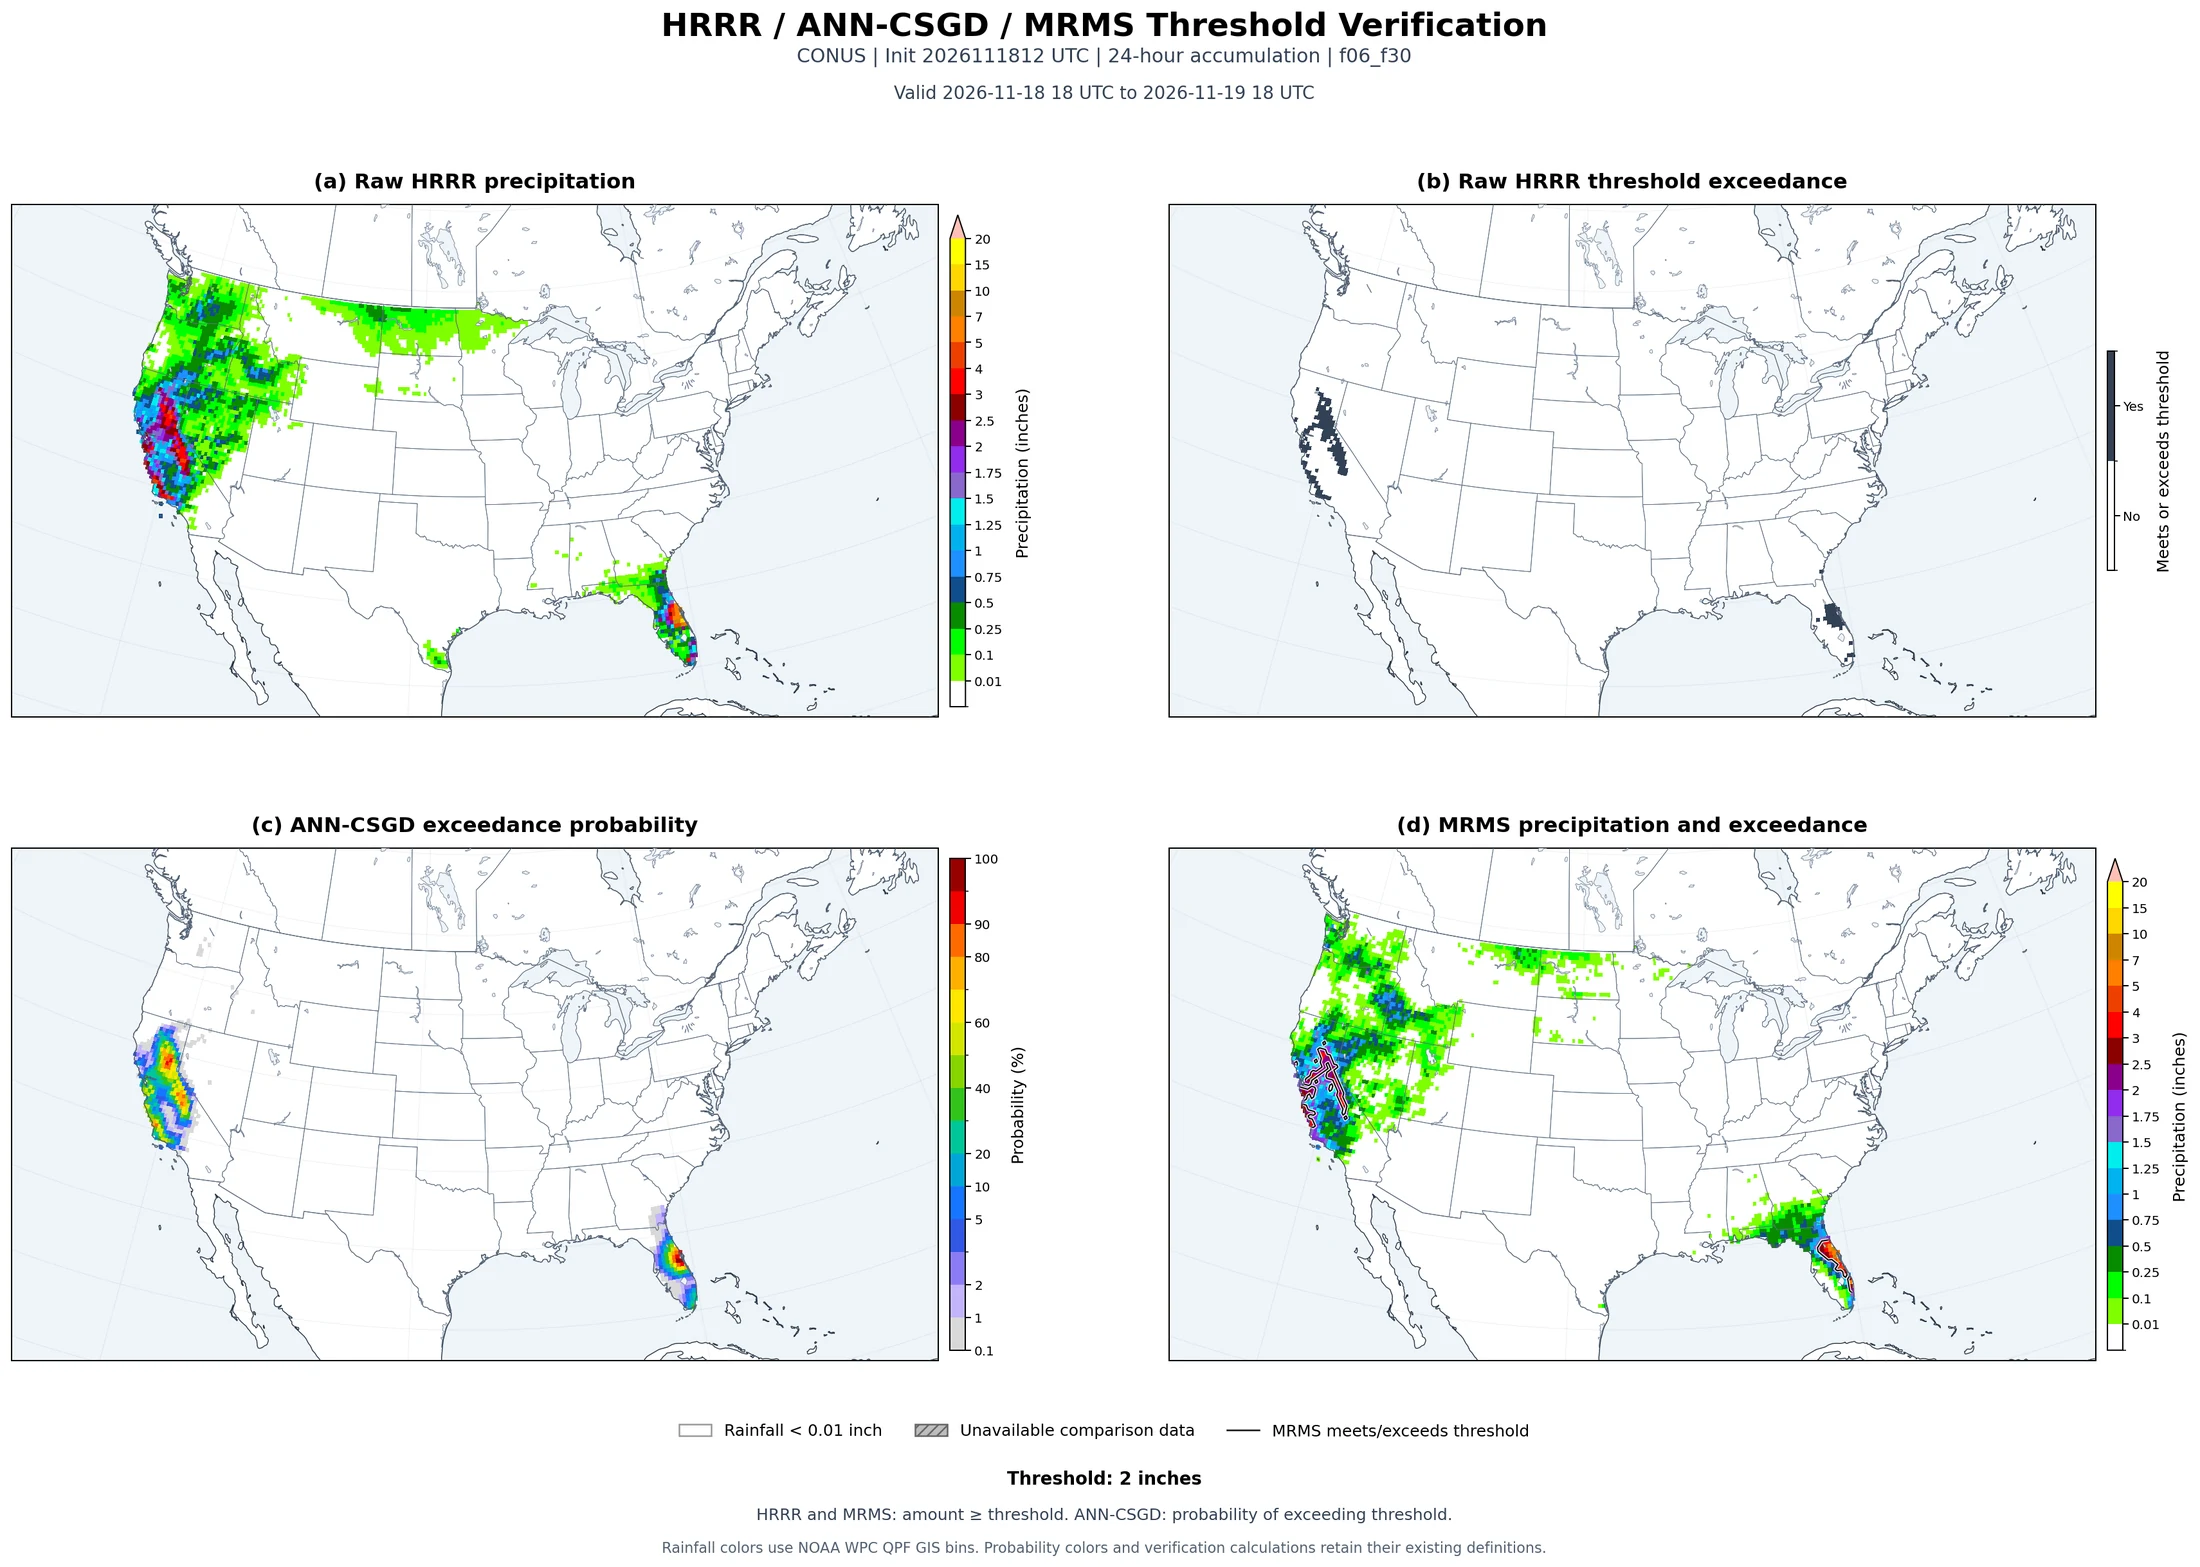 HRRR / ANN-CSGD / MRMS Threshold Verification
CONUS | Init 2026111812 UTC | 24-hour accumulation | f06_f30
Valid 2026-11-18 18 UTC to 2026-11-19 18 UTC
(a) Raw HRRR precipitation
20
15
10
7
5
4
3
2.5
2
1.75
1.5
1.25
1
0.75
0.5
0.25
0.1
0.01
Precipitation (inches)
(b) Raw HRRR threshold exceedance
Yes
No
Meets or exceeds threshold
(c) ANN-CSGD exceedance probability
100
90
80
60
40
20
10
5
2
1
0.1
Probability (%)
(d) MRMS precipitation and exceedance
20
15
10
7
5
4
3
2.5
2
1.75
1.5
1.25
1
0.75
0.5
0.25
0.1
0.01
Precipitation (inches)
Rainfall < 0.01 inch
Unavailable comparison data
MRMS meets/exceeds threshold
Threshold: 2 inches
HRRR and MRMS: amount ≥ threshold. ANN-CSGD: probability of exceeding threshold.
Rainfall colors use NOAA WPC QPF GIS bins. Probability colors and verification calculations retain their existing definitions.